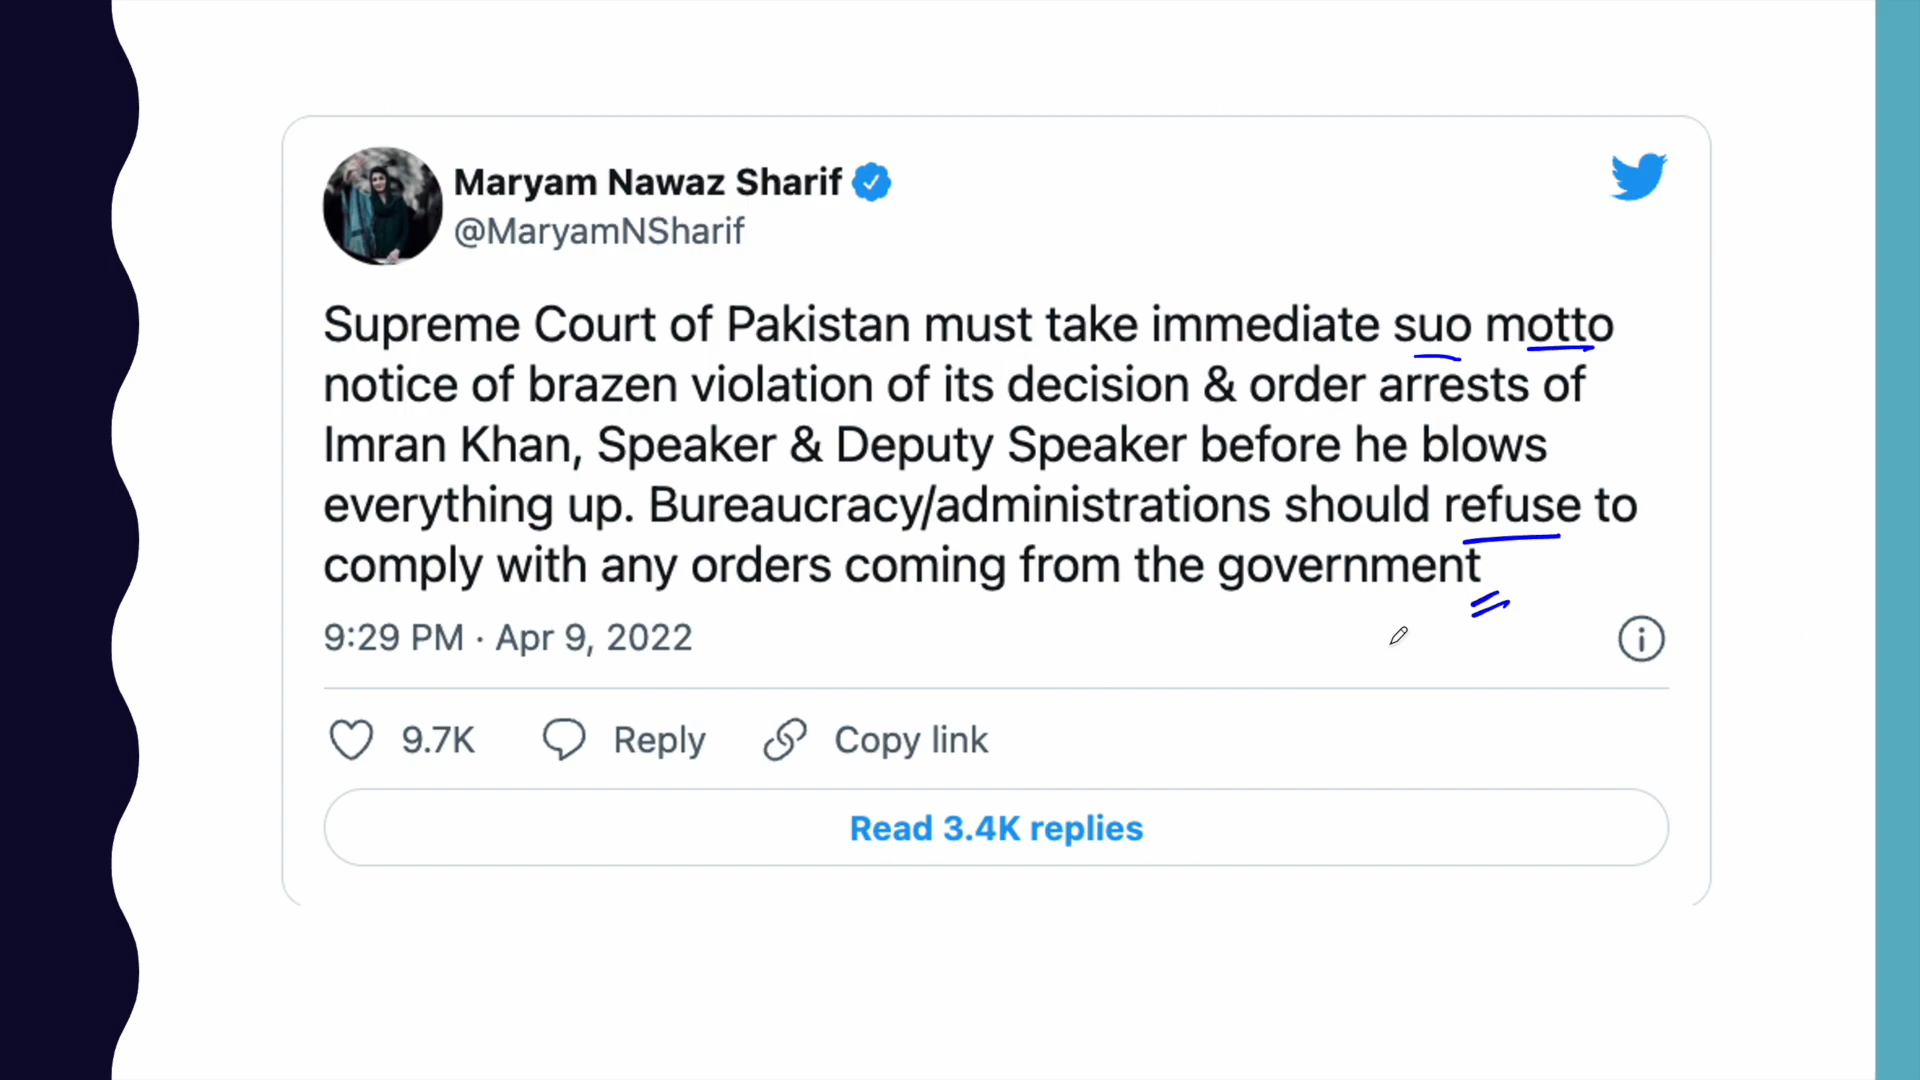 Maryam Nawaz Sharif
@MaryamNSharif
Supreme Court of Pakistan must take immediate suo motto
notice of brazen violation of its decision & order arrests of
Imran Khan, Speaker & Deputy Speaker before he blows
everything up. Bureaucracy/administrations should refuse to
comply with any orders coming from the government
9:29 PM · Apr 9, 2022
9.7K Reply Copy link
Read 3.4K replies